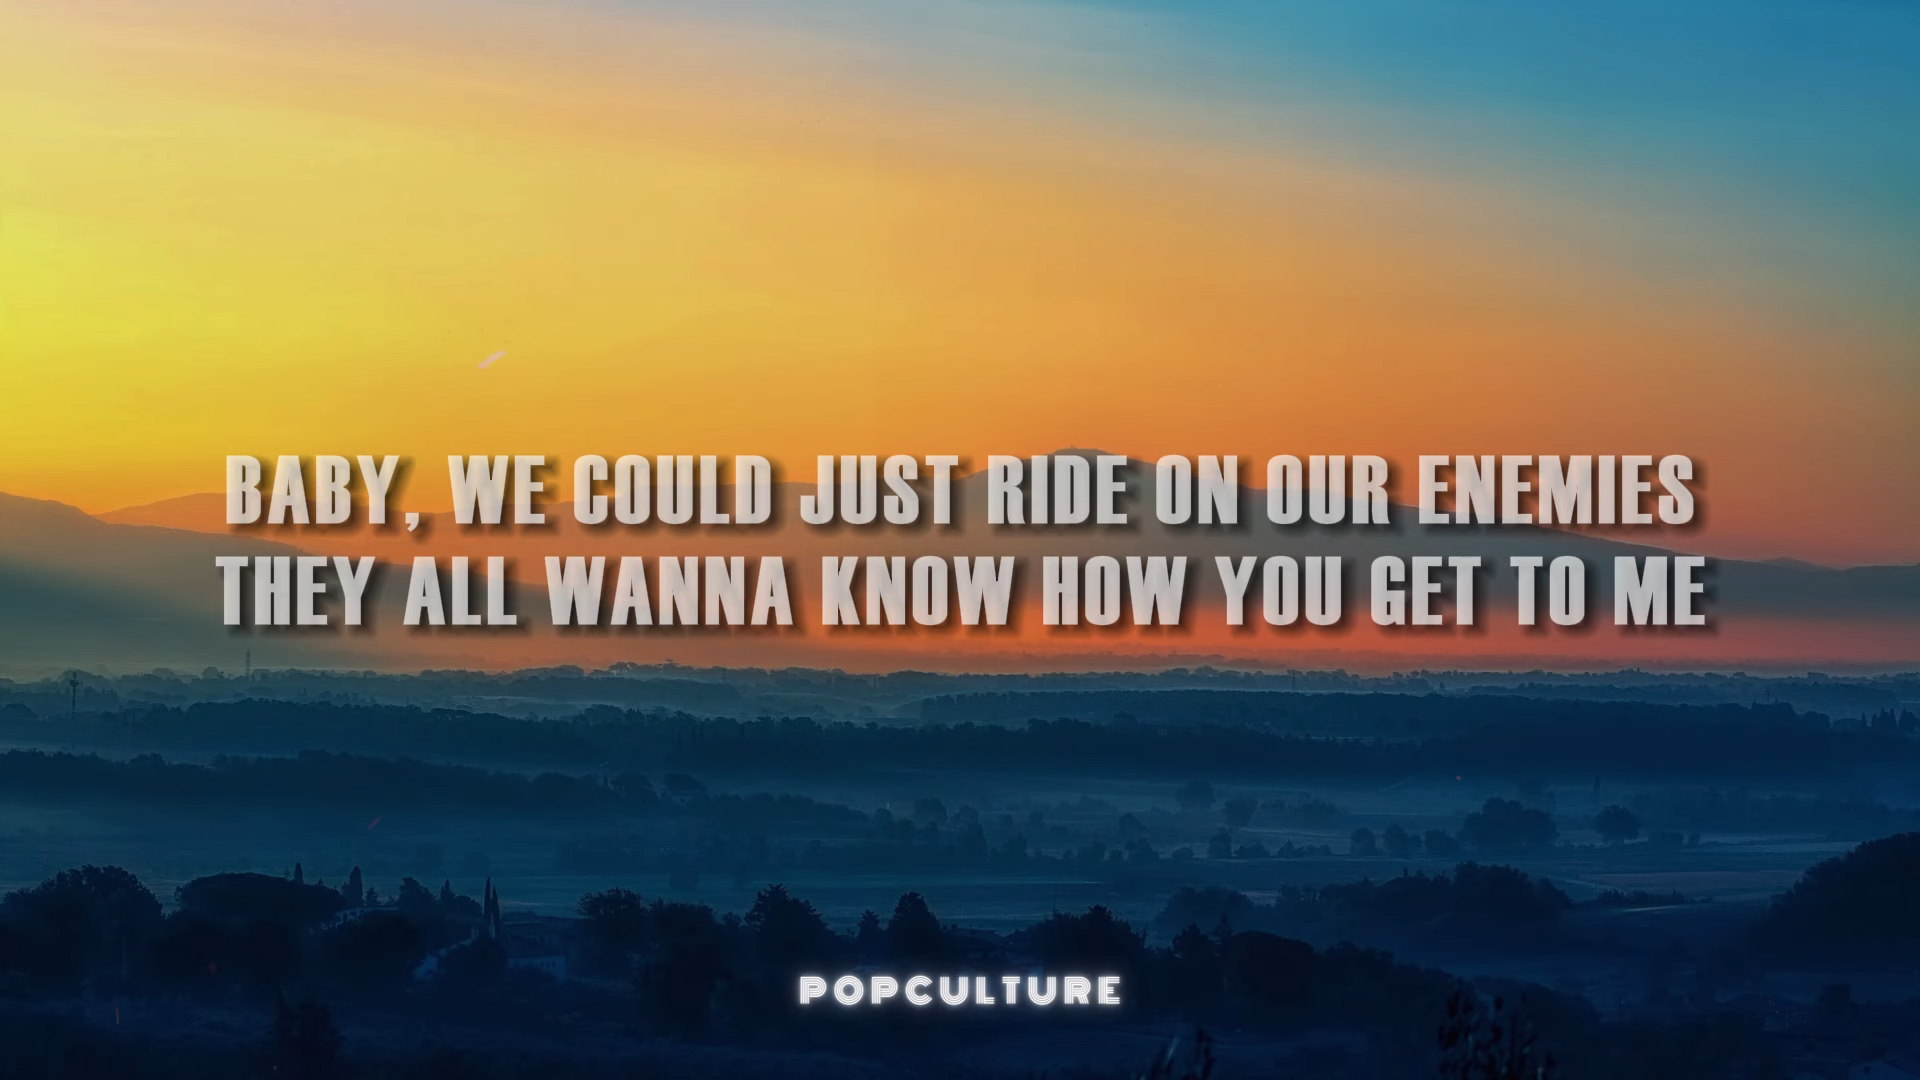 BABY, WE COULD JUST RIDE ON OUR ENEMIES
THEY ALL WANNA KNOW HOW YOU GET TO ME
POPCULTURE